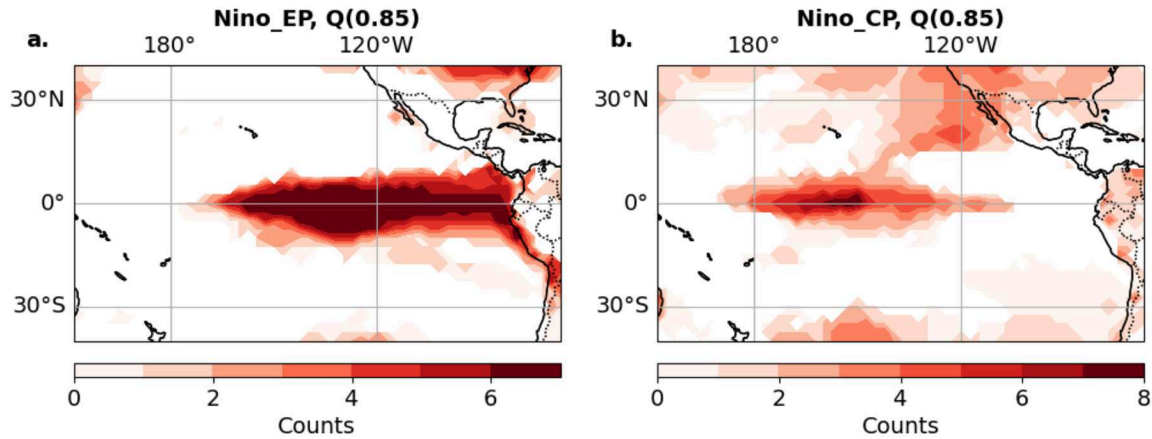 a.
Nino_EP, Q(0.85)
180°
120°W
30°N
0°
30°S
0
2
4
6
Counts
b.
Nino_CP, Q(0.85)
180°
120°W
30°N
0°
30°S
0
2
4
6
8
Counts